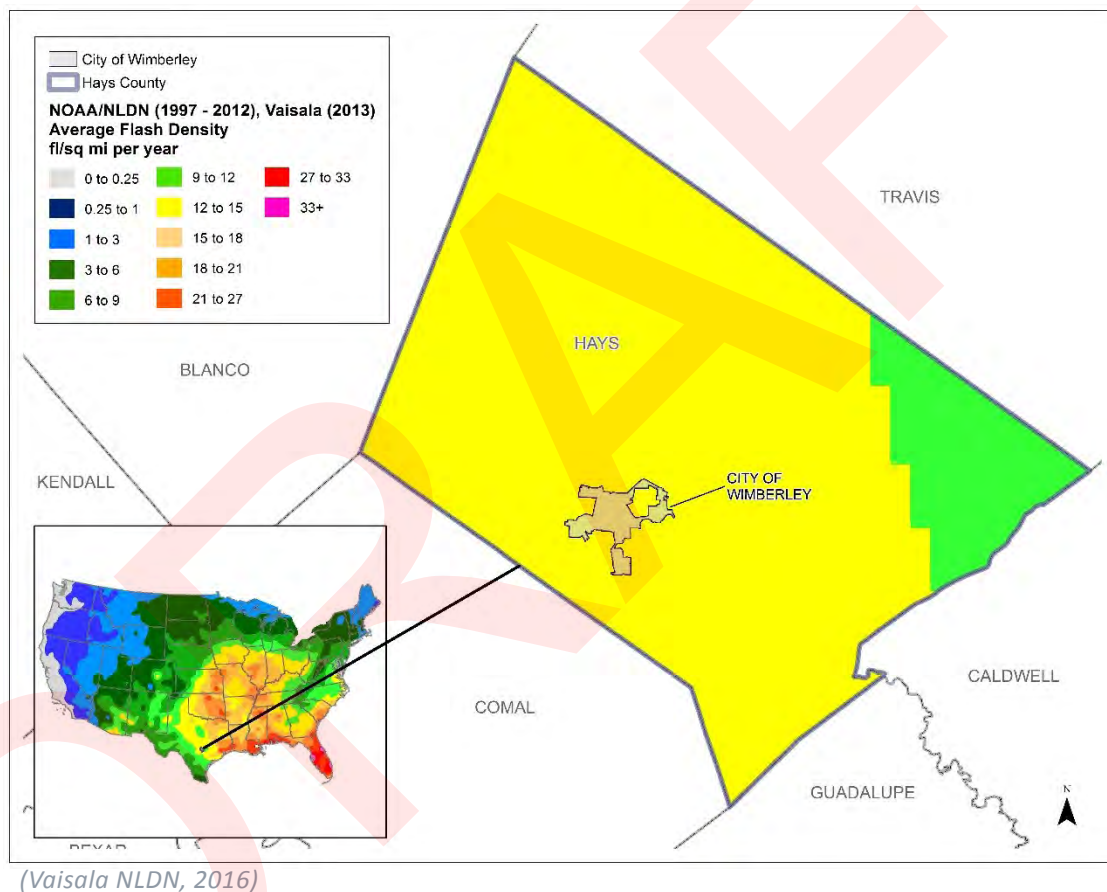 City of Wimberley
Hays County
NOAA/NLDN (1997 - 2012), Vaisala (2013)
Average Flash Density
fl/sq mi per year
0 to 0.25
0.25 to 1
1 to 3
3 to 6
6 to 9
9 to 12
12 to 15
15 to 18
18 to 21
21 to 27
27 to 33
33+
TRAVIS
HAYS
BLANCO
KENDALL
CITY OF
WIMBERLEY
CALDWELL
COMAL
GUADALUPE
N
BEXAR
DRAF
(Vaisala NLDN, 2016)